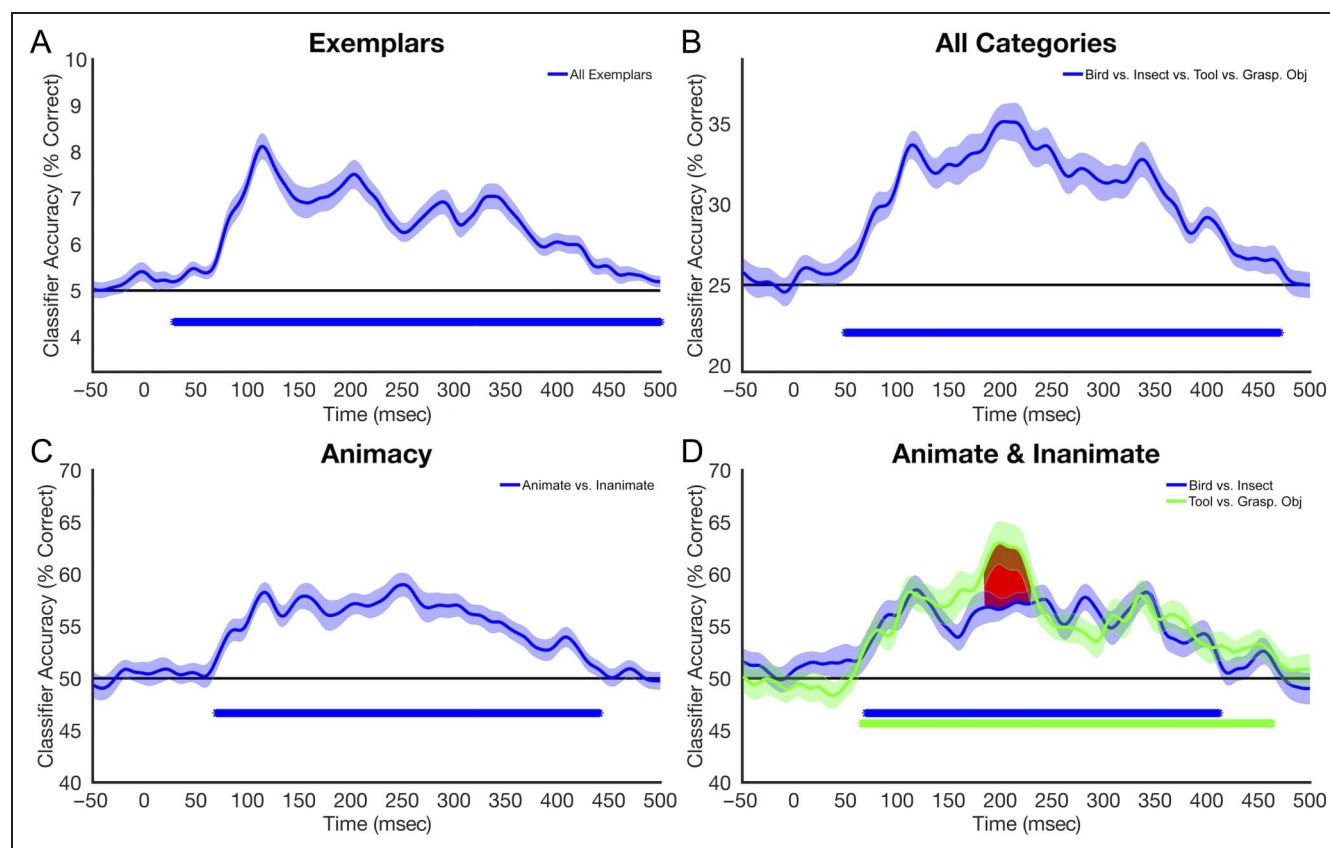 A
Exemplars
All Exemplars
Classifier Accuracy (% Correct)
10
9
8
7
6
5
4
−50 0 50 100 150 200 250 300 350 400 450 500
Time (msec)
B
All Categories
Bird vs. Insect vs. Tool vs. Grasp. Obj
Classifier Accuracy (% Correct)
35
30
25
20
−50 0 50 100 150 200 250 300 350 400 450 500
Time (msec)
C
Animacy
Animate vs. Inanimate
Classifier Accuracy (% Correct)
70
65
60
55
50
45
40
−50 0 50 100 150 200 250 300 350 400 450 500
Time (msec)
D
Animate & Inanimate
Bird vs. Insect
Tool vs. Grasp. Obj
Classifier Accuracy (% Correct)
70
65
60
55
50
45
40
−50 0 50 100 150 200 250 300 350 400 450 500
Time (msec)